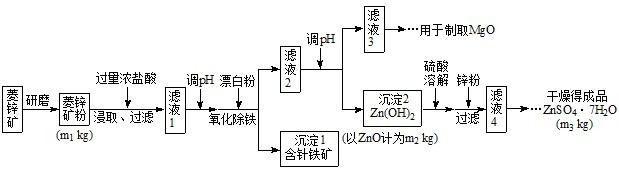 调pH
滤液3
…用于制取MgO
过量浓盐酸
调pH
漂白粉
滤液2
硫酸溶解
锌粉
干燥得成品
菱锌矿
研磨
菱锌矿粉
浸取、过滤
滤液1
氧化除铁
沉淀2
Zn(OH)₂
过滤
滤液4
…ZnSO₄·7H₂O
(m₁ kg)
沉淀1
含针铁矿
(以ZnO计为m₂ kg)
(m₃ kg)